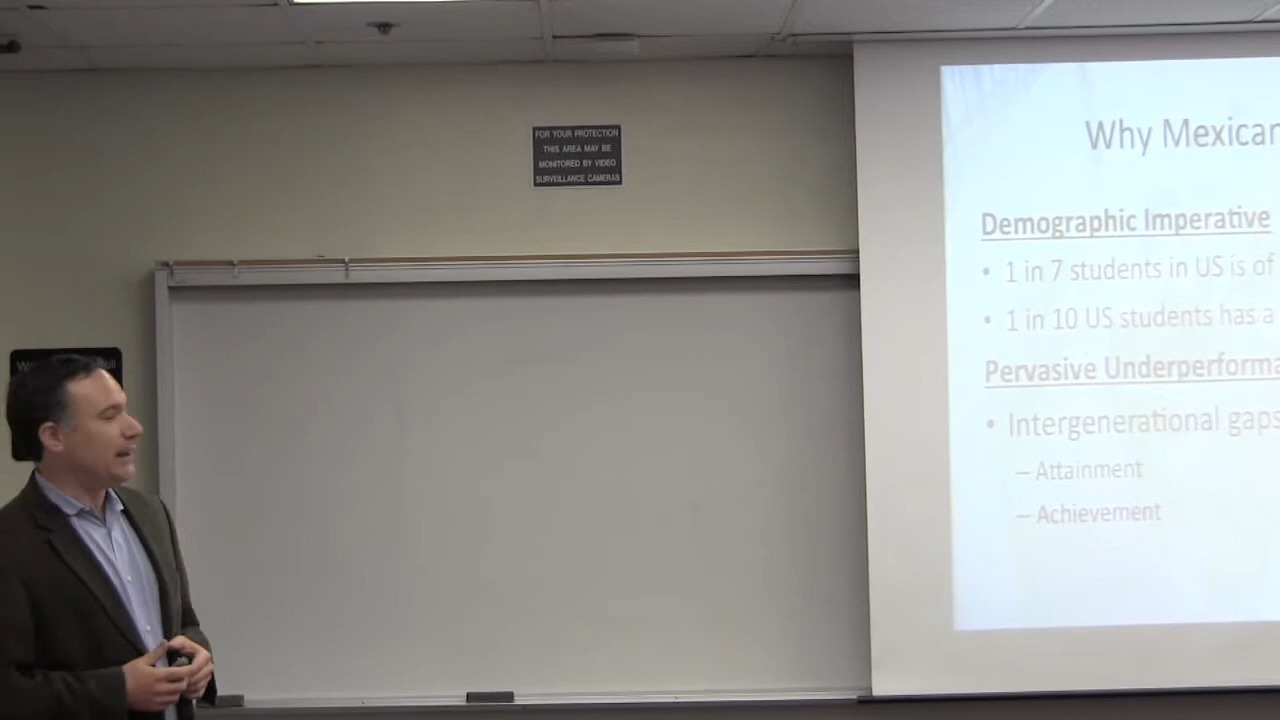 FOR YOUR PROTECTION
THIS AREA MAY BE
MONITORED BY VIDEO
SURVEILLANCE CAMERAS
Why Mexican
Demographic Imperative
• 1 in 7 students in US is of
• 1 in 10 US students has a
Pervasive Underperforma
• Intergenerational gaps
– Attainment
– Achievement